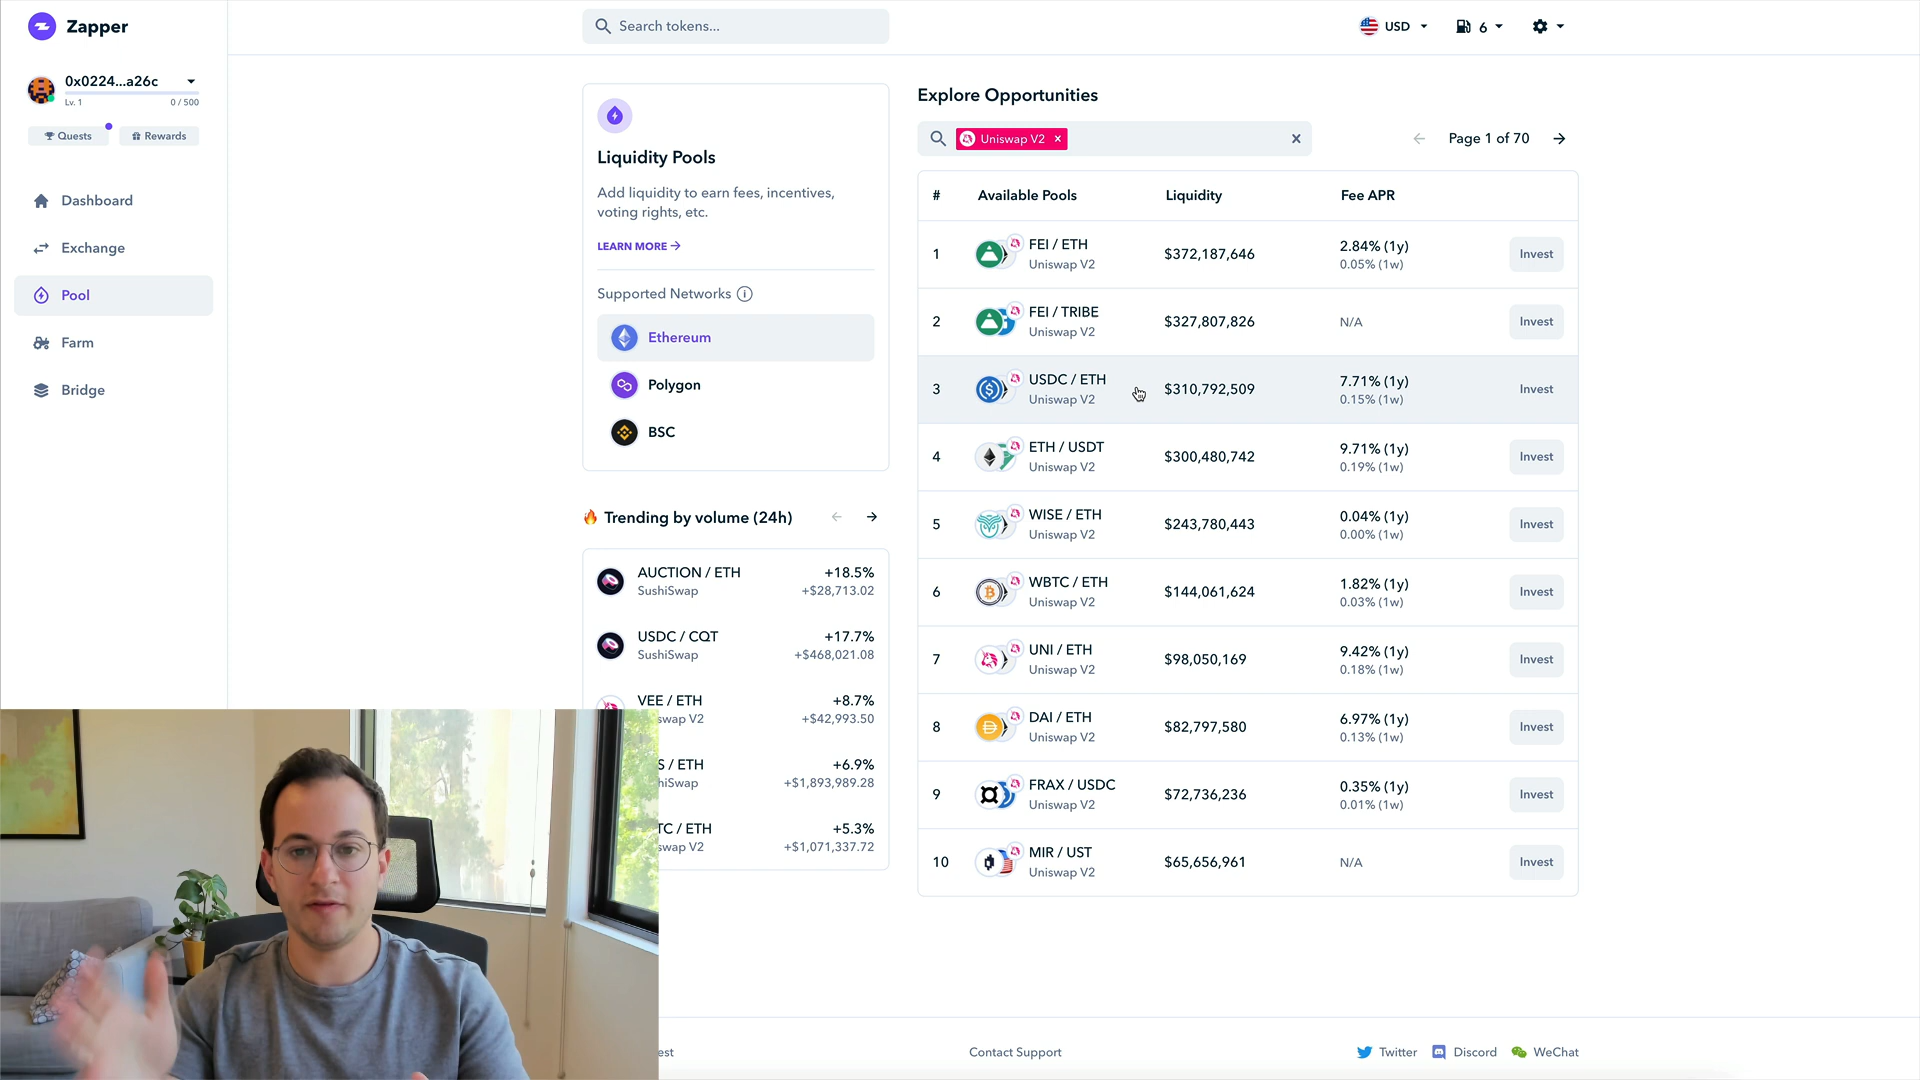 Zapper
Search tokens...
USD
6
0x0224...a26c
Lv. 1
0 / 500
Quests
Rewards
Dashboard
Exchange
Pool
Farm
Bridge
Liquidity Pools
Add liquidity to earn fees, incentives,
voting rights, etc.
LEARN MORE
Supported Networks
Ethereum
Polygon
BSC
🔥 Trending by volume (24h)
AUCTION / ETH
+18.5%
SushiSwap
+$28,713.02
USDC / CQT
+17.7%
SushiSwap
+$468,021.08
VEE / ETH
+8.7%
swap V2
+$42,993.50
S / ETH
+6.9%
hiSwap
+$1,893,989.28
TC / ETH
+5.3%
swap V2
+$1,071,337.72
Explore Opportunities
Uniswap V2 ×
Page 1 of 70
# Available Pools Liquidity Fee APR
1 FEI / ETH $372,187,646 2.84% (1y) Invest
Uniswap V2 0.05% (1w)
2 FEI / TRIBE $327,807,826 N/A Invest
Uniswap V2
3 USDC / ETH $310,792,509 7.71% (1y) Invest
Uniswap V2 0.15% (1w)
4 ETH / USDT $300,480,742 9.71% (1y) Invest
Uniswap V2 0.19% (1w)
5 WISE / ETH $243,780,443 0.04% (1y) Invest
Uniswap V2 0.00% (1w)
6 WBTC / ETH $144,061,624 1.82% (1y) Invest
Uniswap V2 0.03% (1w)
7 UNI / ETH $98,050,169 9.42% (1y) Invest
Uniswap V2 0.18% (1w)
8 DAI / ETH $82,797,580 6.97% (1y) Invest
Uniswap V2 0.13% (1w)
9 FRAX / USDC $72,736,236 0.35% (1y) Invest
Uniswap V2 0.01% (1w)
10 MIR / UST $65,656,961 N/A Invest
Uniswap V2
est
Contact Support
Twitter
Discord
WeChat